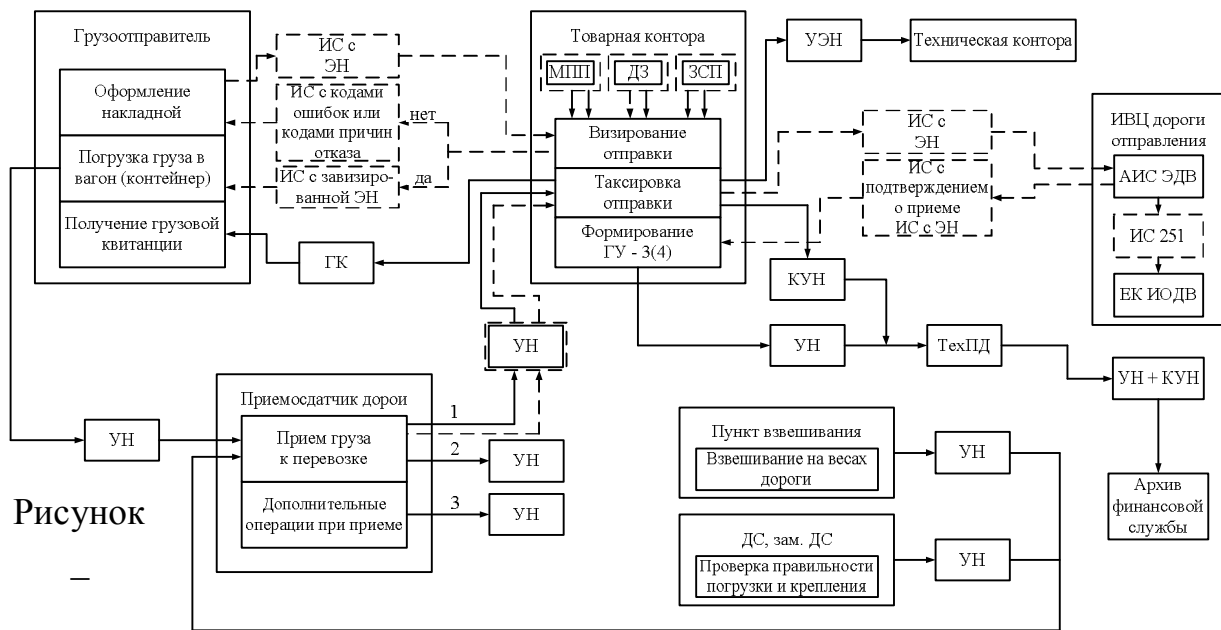 Грузоотправитель
Оформление
накладной
Погрузка груза в
вагон (контейнер)
Получение грузовой
квитанции
ИС с
ЭН
ИС с кодами
ошибок или
кодами причин
отказа
ИС с завизиро-
ванной ЭН
нет
да
ГК
Товарная контора
МПП
ДЗ
ЗСП
Визирование
отправки
Таксировка
отправки
Формирование
ГУ - 3(4)
УЭН
Техническая контора
ИС с
ЭН
ИС с
подтверждением
о приеме
ИС с ЭН
ИВЦ дороги
отправления
АИС ЭДВ
ИС 251
ЕК ИОДВ
КУН
УН
ТехПД
УН + КУН
Архив
финансовой
службы
УН
УН
Приемосдатчик дорои
Прием груза
к перевозке
Дополнительные
операции при приеме
1
2
3
УН
УН
Пункт взвешивания
Взвешивание на весах
дороги
УН
ДС, зам. ДС
Проверка правильности
погрузки и крепления
УН
Рисунок
–